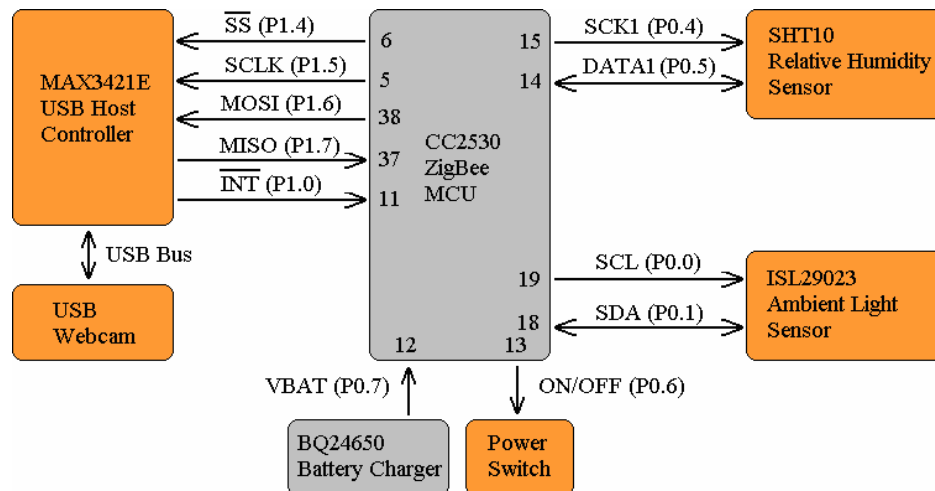 MAX3421E
USB Host
Controller
SS (P1.4)
SCLK (P1.5)
MOSI (P1.6)
MISO (P1.7)
INT (P1.0)
6
5
38
37
11
CC2530
ZigBee
MCU
15
14
SCK1 (P0.4)
DATA1 (P0.5)
SHT10
Relative Humidity
Sensor
USB Bus
USB
Webcam
19
18
SCL (P0.0)
SDA (P0.1)
ISL29023
Ambient Light
Sensor
12
13
VBAT (P0.7)
ON/OFF (P0.6)
BQ24650
Battery Charger
Power
Switch